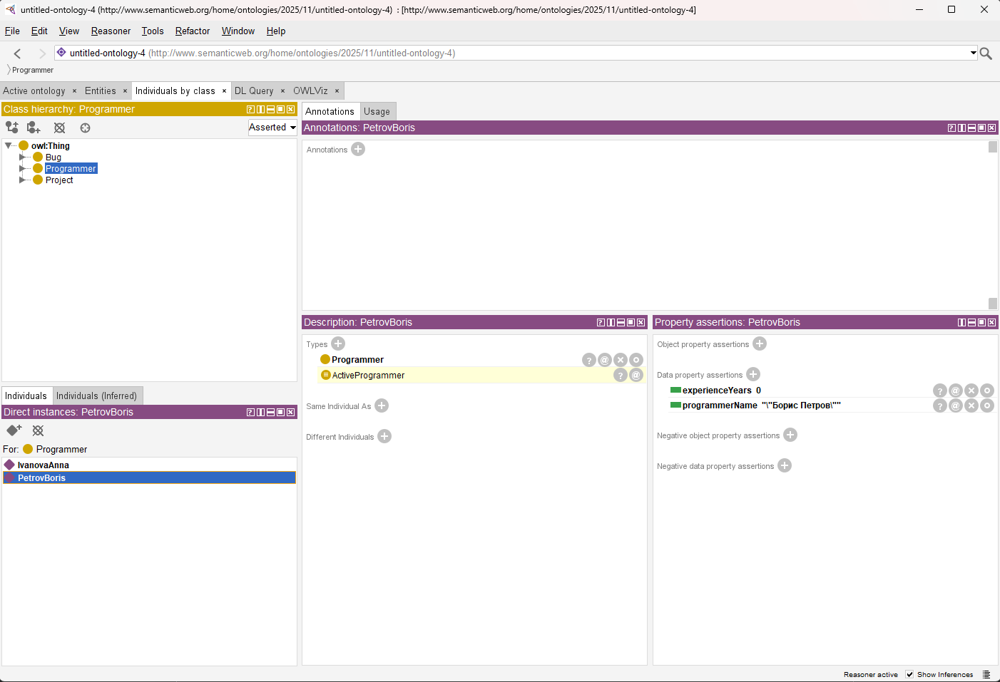 untitled-ontology-4 (http://www.semanticweb.org/home/ontologies/2025/11/untitled-ontology-4) : [http://www.semanticweb.org/home/ontologies/2025/11/untitled-ontology-4]
File Edit View Reasoner Tools Refactor Window Help
untitled-ontology-4 (http://www.semanticweb.org/home/ontologies/2025/11/untitled-ontology-4)
Programmer
Active ontology × Entities × Individuals by class × DL Query × OWLViz ×
Class hierarchy: Programmer
Asserted
owl:Thing
Bug
Programmer
Project
Annotations Usage
Annotations: PetrovBoris
Annotations
Individuals Individuals (Inferred)
Direct instances: PetrovBoris
For: Programmer
IvanovaAnna
PetrovBoris
Description: PetrovBoris
Types
Programmer
ActiveProgrammer
Same Individual As
Different Individuals
Property assertions: PetrovBoris
Object property assertions
Data property assertions
experienceYears 0
programmerName "\"Борис Петров\""
Negative object property assertions
Negative data property assertions
Reasoner active Show Inferences